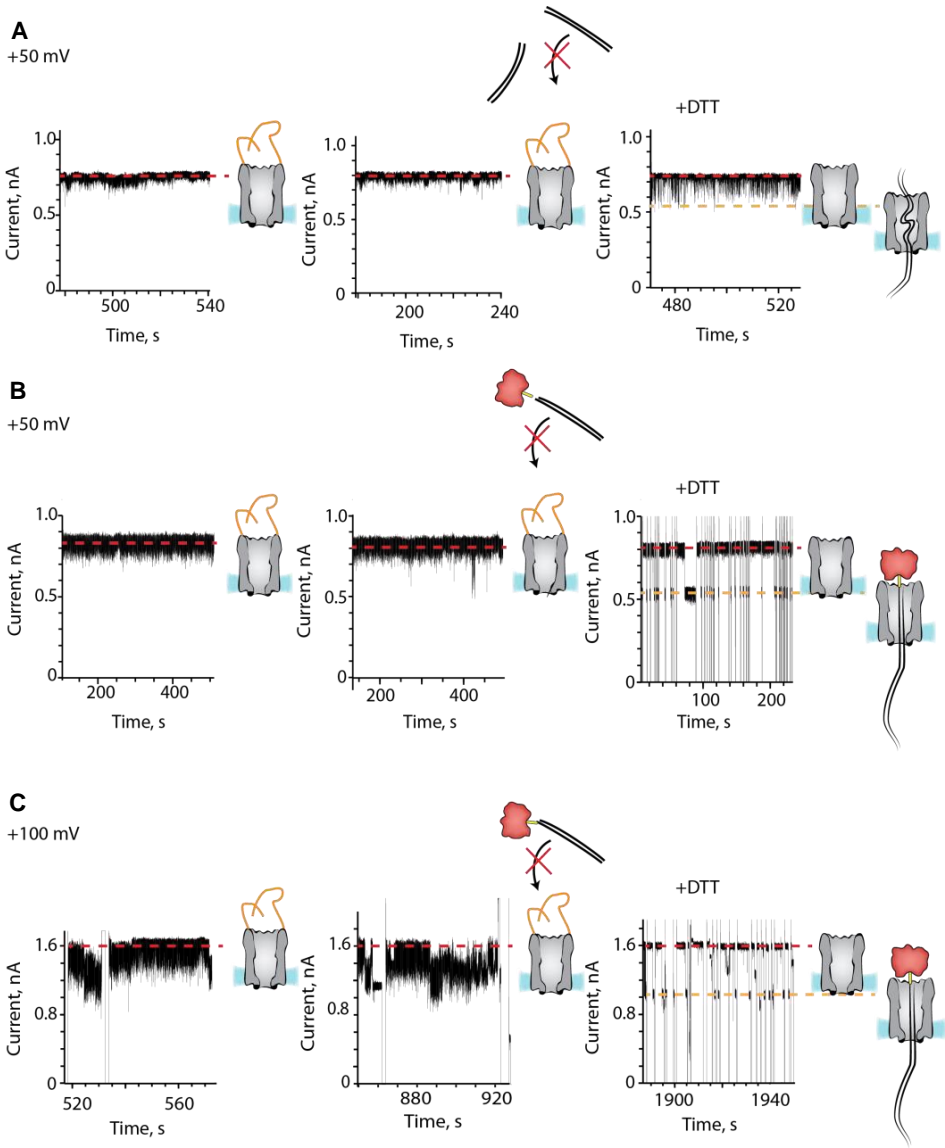 A
+50 mV
+DTT
1.0
0.5
0
Current, nA
500
540
Time, s
1.0
0.5
0
Current, nA
200
240
Time, s
1.0
0.5
0
Current, nA
480
520
Time, s
B
+50 mV
+DTT
1.0
0.5
0
Current, nA
200
400
Time, s
1.0
0.5
0
Current, nA
200
400
Time, s
1.0
0.5
0
Current, nA
100
200
Time, s
C
+100 mV
+DTT
1.6
0.8
0
Current, nA
520
560
Time, s
1.6
0.8
0
Current, nA
880
920
Time, s
1.6
0.8
0
Current, nA
1900
1940
Time, s